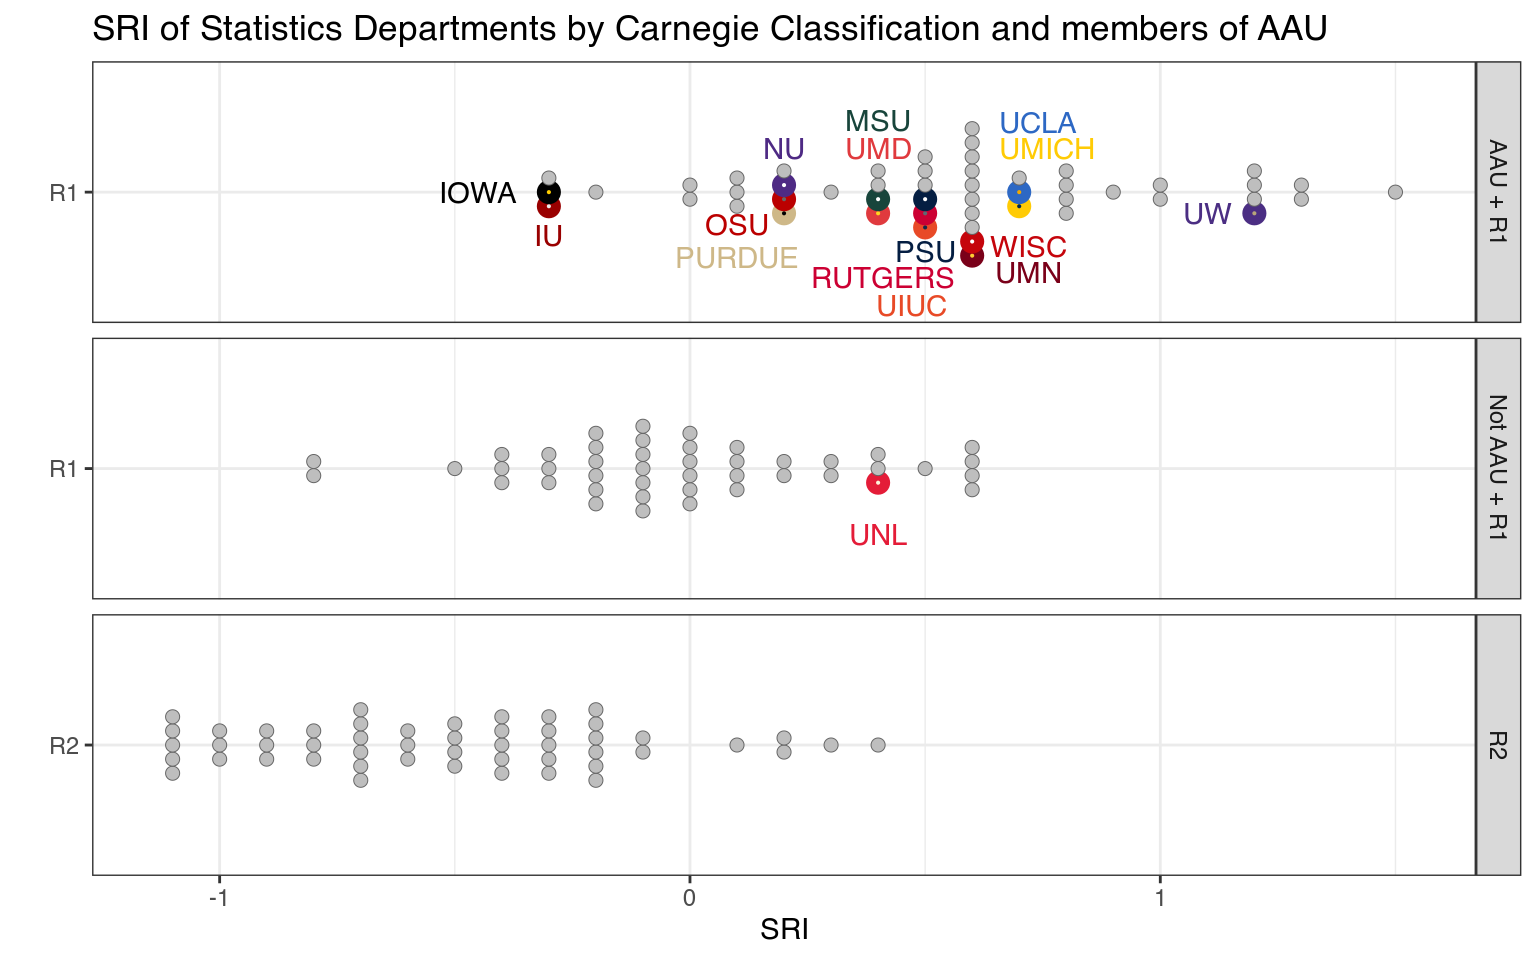 SRI of Statistics Departments by Carnegie Classification and members of AAU
MSU
UCLA
NU
UMD
UMICH
R1
IOWA
UW
AAU + R1
OSU
IU
PURDUE
PSU
WISC
RUTGERS
UMN
UIUC
R1
Not AAU + R1
UNL
R2
R2
-1
0
1
SRI